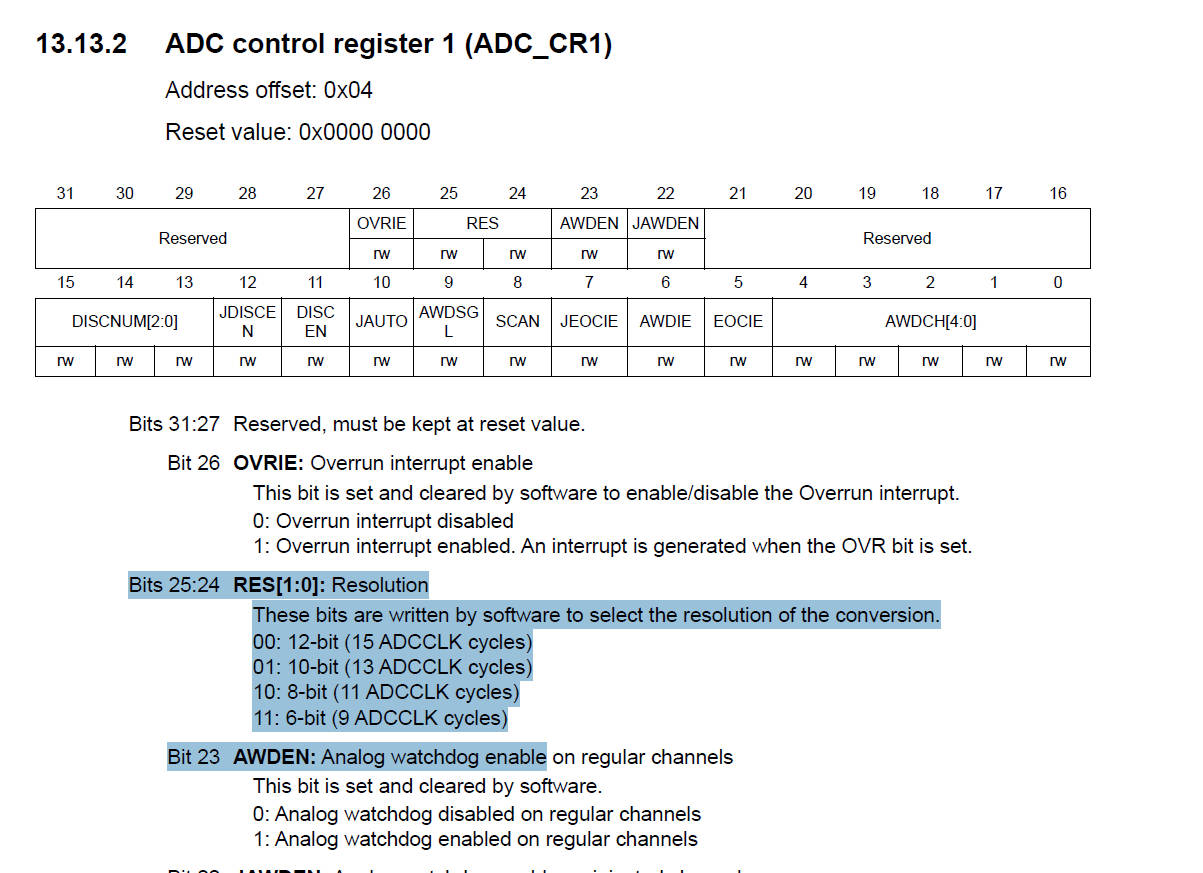 13.13.2 ADC control register 1 (ADC_CR1)
Address offset: 0x04
Reset value: 0x0000 0000
31 30 29 28 27 26 25 24 23 22 21 20 19 18 17 16
Reserved OVRIE RES AWDEN JAWDEN Reserved
rw rw rw rw rw
15 14 13 12 11 10 9 8 7 6 5 4 3 2 1 0
DISCNUM[2:0] JDISCE N DISC EN JAUTO AWDSG L SCAN JEOCIE AWDIE EOCIE AWDCH[4:0]
rw rw rw rw rw rw rw rw rw rw rw rw rw rw rw rw
Bits 31:27 Reserved, must be kept at reset value.
Bit 26 OVRIE: Overrun interrupt enable
This bit is set and cleared by software to enable/disable the Overrun interrupt.
0: Overrun interrupt disabled
1: Overrun interrupt enabled. An interrupt is generated when the OVR bit is set.
Bits 25:24 RES[1:0]: Resolution
These bits are written by software to select the resolution of the conversion.
00: 12-bit (15 ADCCLK cycles)
01: 10-bit (13 ADCCLK cycles)
10: 8-bit (11 ADCCLK cycles)
11: 6-bit (9 ADCCLK cycles)
Bit 23 AWDEN: Analog watchdog enable on regular channels
This bit is set and cleared by software.
0: Analog watchdog disabled on regular channels
1: Analog watchdog enabled on regular channels